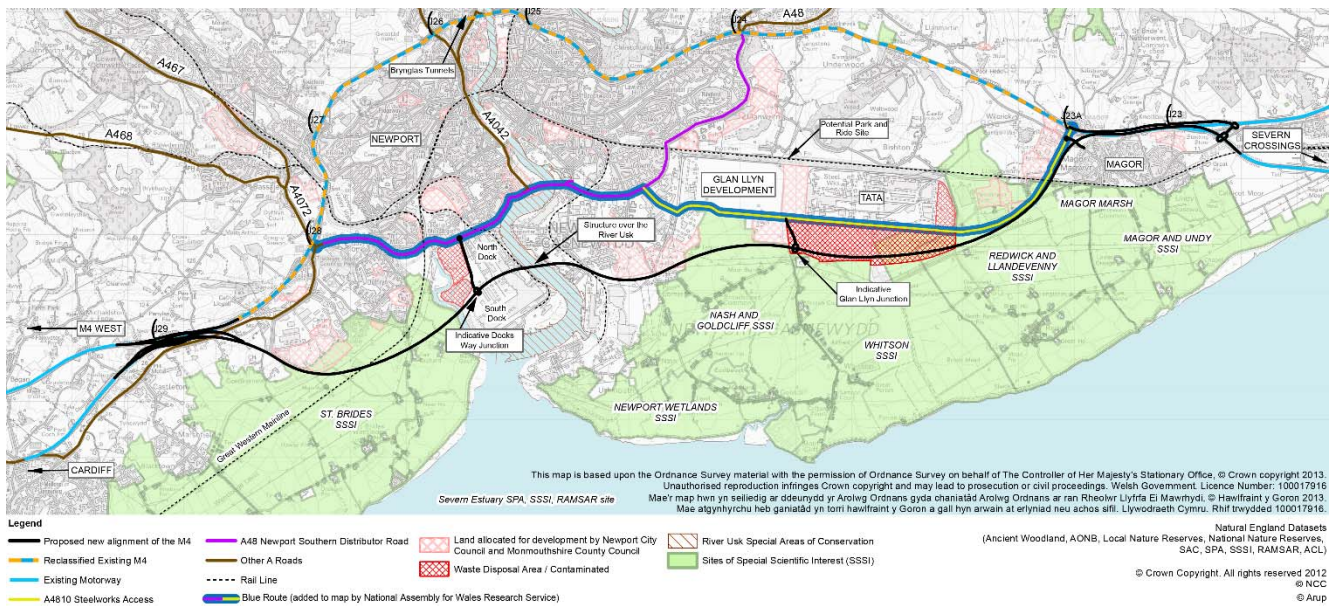 J26
J25
J24
A48
A467
Brynglas Tunnels
J27
A468
NEWPORT
A4042
Potential Park and
Ride Site
J23A
J23
SEVERN
CROSSINGS
MAGOR
GLAN LLYN
DEVELOPMENT
TATA
A4072
J28
Structure over the
River Usk
MAGOR MARSH
North
Dock
MAGOR AND UNDY
SSSI
REDWICK AND
LLANDEVENNY
SSSI
South
Dock
Indicative
Glan Llyn Junction
M4 WEST
J29
Indicative Docks
Way Junction
NASH AND
GOLDCLIFF SSSI
WHITSON
SSSI
NEWPORT WETLANDS
SSSI
ST. BRIDES
SSSI
Great Western Mainline
CARDIFF
Severn Estuary SPA, SSSI, RAMSAR site
This map is based upon the Ordnance Survey material with the permission of Ordnance Survey on behalf of The Controller of Her Majesty's Stationary Office, © Crown copyright 2013.
Unauthorised reproduction infringes Crown copyright and may lead to prosecution or civil proceedings. Welsh Government. Licence Number: 100017916
Mae'r map hwn yn seiliedig ar ddeunydd yr Arolwg Ordnans gyda chaniatâd Arolwg Ordnans ar ran Rheolwr Llyfrfa Ei Mawrhydi, © Hawlfraint y Goron 2013.
Mae atgynhyrchu heb ganiatâd yn torri hawlfraint y Goron a gall hyn arwain at erlyniad neu achos sifil. Llywodraeth Cymru. Rhif trwydded 100017916.
Legend
Proposed new alignment of the M4
Reclassified Existing M4
Existing Motorway
A4810 Steelworks Access
A48 Newport Southern Distributor Road
Other A Roads
Rail Line
Blue Route (added to map by National Assembly for Wales Research Service)
Land allocated for development by Newport City
Council and Monmouthshire County Council
Waste Disposal Area / Contaminated
River Usk Special Areas of Conservation
Sites of Special Scientific Interest (SSSI)
Natural England Datasets
(Ancient Woodland, AONB, Local Nature Reserves, National Nature Reserves,
SAC, SPA, SSSI, RAMSAR, ACL)
© Crown Copyright. All rights reserved 2012
© NCC
© Arup